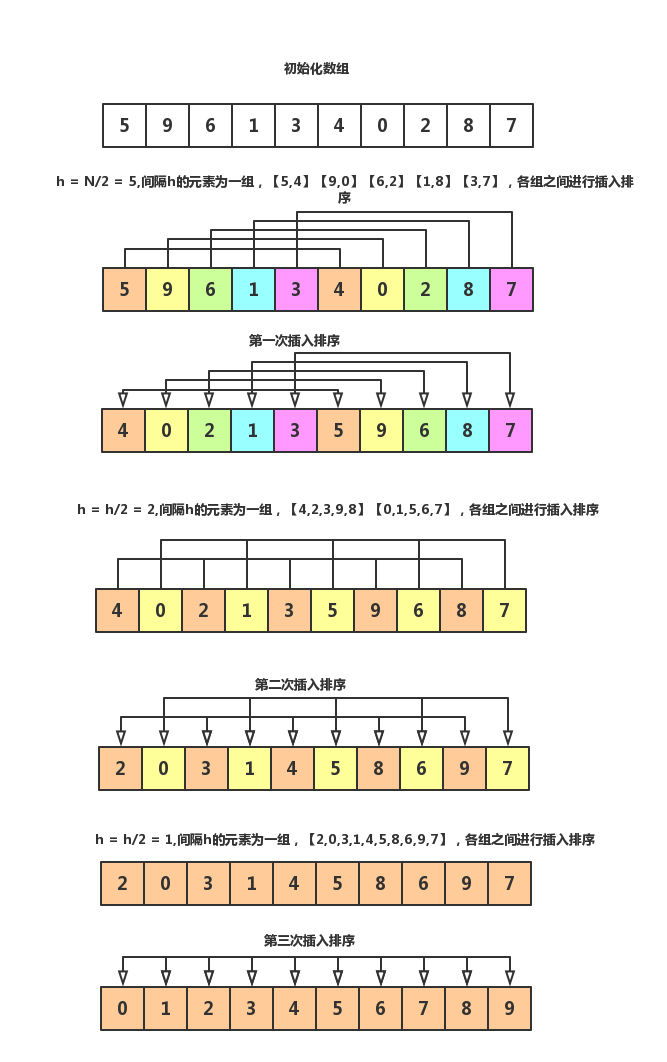 初始化数组
5 9 6 1 3 4 0 2 8 7
h = N/2 = 5,间隔h的元素为一组，【5,4】【9,0】【6,2】【1,8】【3,7】，各组之间进行插入排
序
5 9 6 1 3 4 0 2 8 7
第一次插入排序
4 0 2 1 3 5 9 6 8 7
h = h/2 = 2,间隔h的元素为一组，【4,2,3,9,8】【0,1,5,6,7】，各组之间进行插入排序
4 0 2 1 3 5 9 6 8 7
第二次插入排序
2 0 3 1 4 5 8 6 9 7
h = h/2 = 1,间隔h的元素为一组，【2,0,3,1,4,5,8,6,9,7】，各组之间进行插入排序
2 0 3 1 4 5 8 6 9 7
第三次插入排序
0 1 2 3 4 5 6 7 8 9